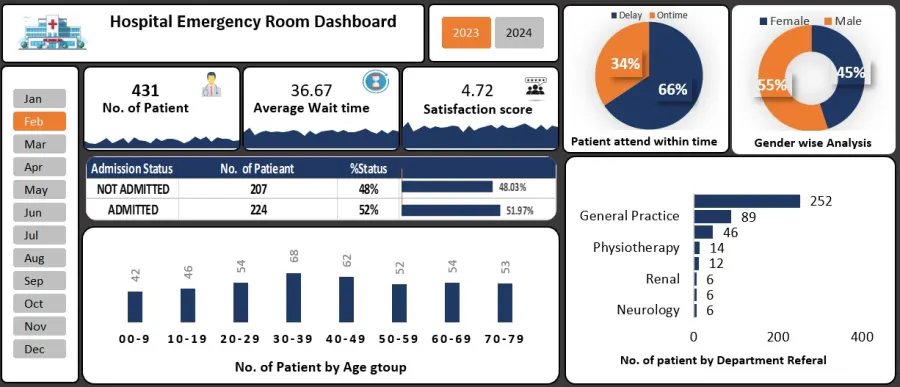 Hospital Emergency Room Dashboard
2023 2024
Jan
Feb
Mar
Apr
May
Jun
Jul
Aug
Sep
Oct
Nov
Dec
431
No. of Patient
36.67
Average Wait time
4.72
Satisfaction score
Delay Ontime
34%
66%
Patient attend within time
Female Male
55% 45%
Gender wise Analysis
Admission Status No. of Patieant %Status
NOT ADMITTED 207 48% 48.03%
ADMITTED 224 52% 51.97%
42 46 54 68 62 52 54 53
00-9 10-19 20-29 30-39 40-49 50-59 60-69 70-79
No. of Patient by Age gtoup
252
General Practice 89
46
Physiotherapy 14
12
Renal 6
6
Neurology 6
0 200 400
No. of patient by Department Referal